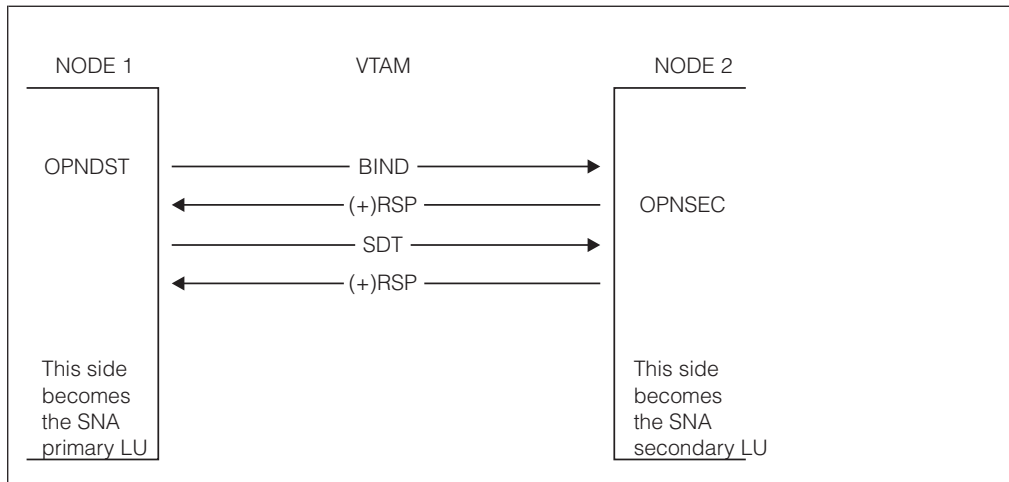 NODE 1 VTAM NODE 2
OPNDST BIND
(+)RSP OPNSEC
SDT
(+)RSP
This side
becomes
the SNA
primary LU
This side
becomes
the SNA
secondary LU